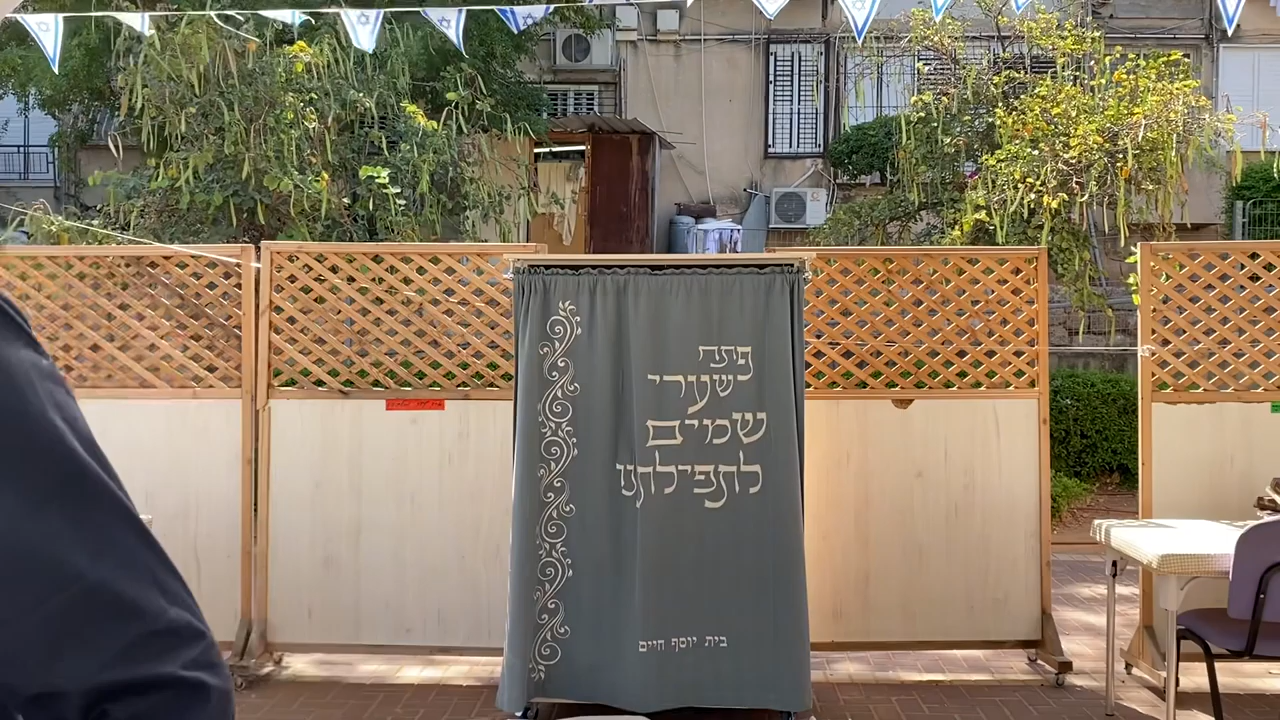 פתח
שערי
שמים
לתפילתנו
בית יוסף חיים